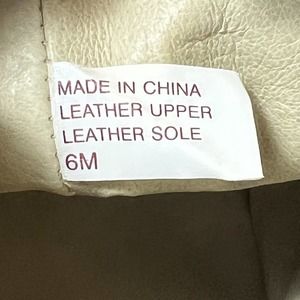 MADE IN CHINA
LEATHER UPPER
LEATHER SOLE
6M